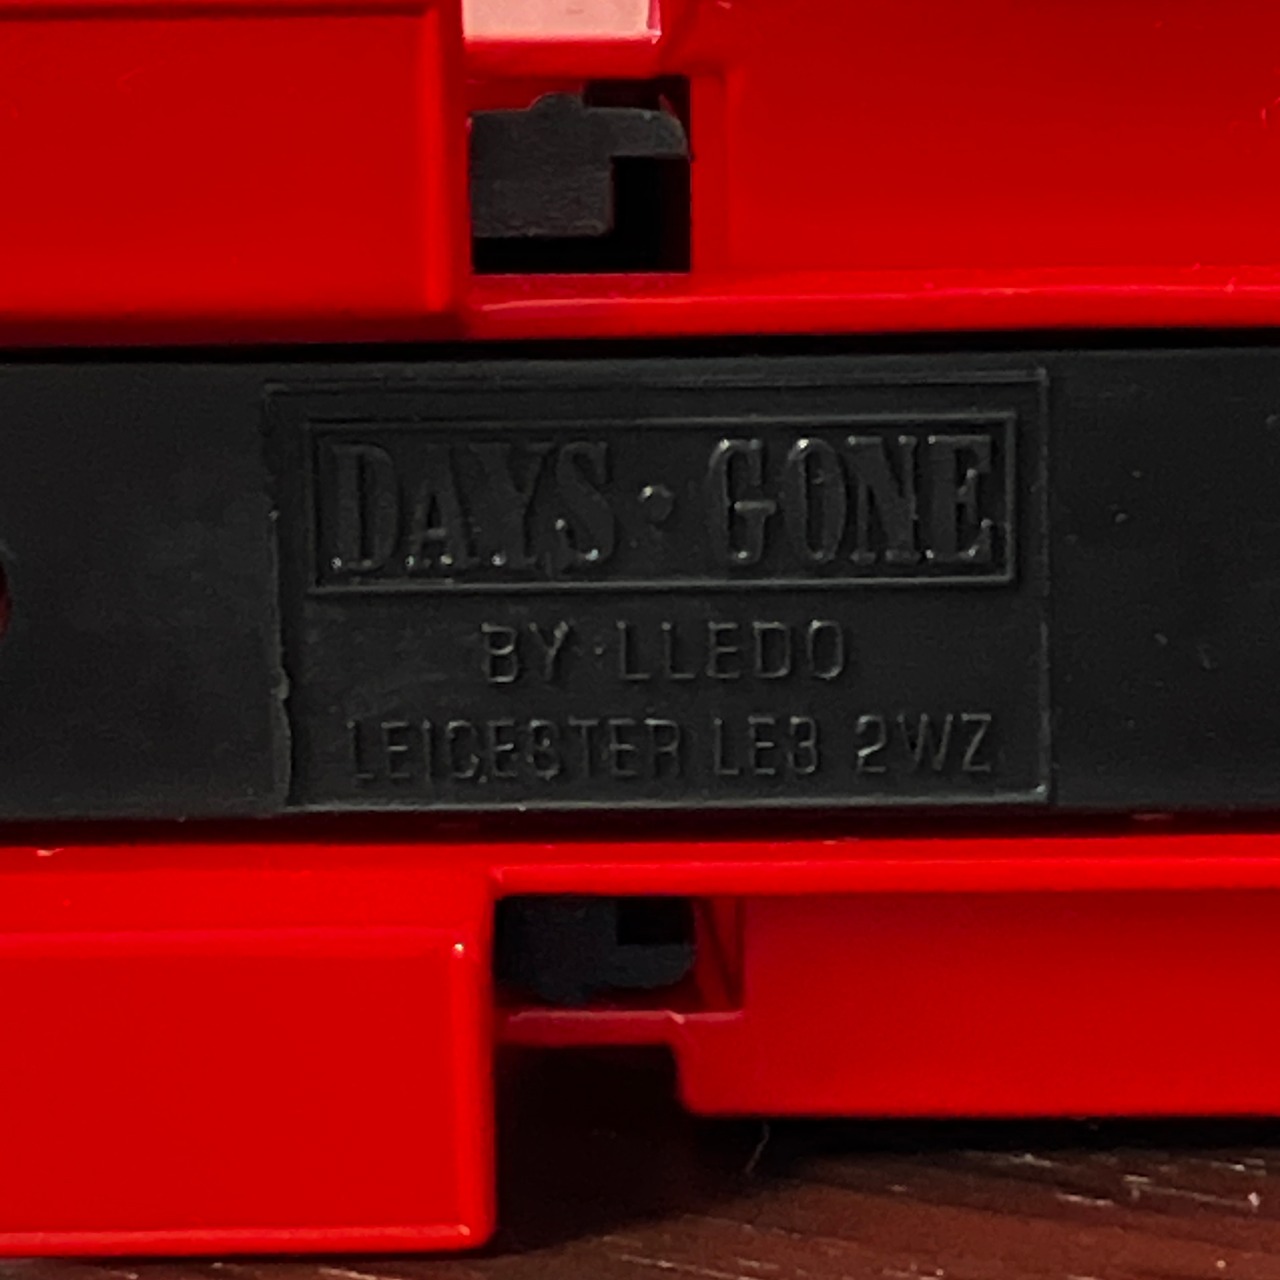 DAYS · GONE
BY LLEDO
LEICESTER LE3 2WZ